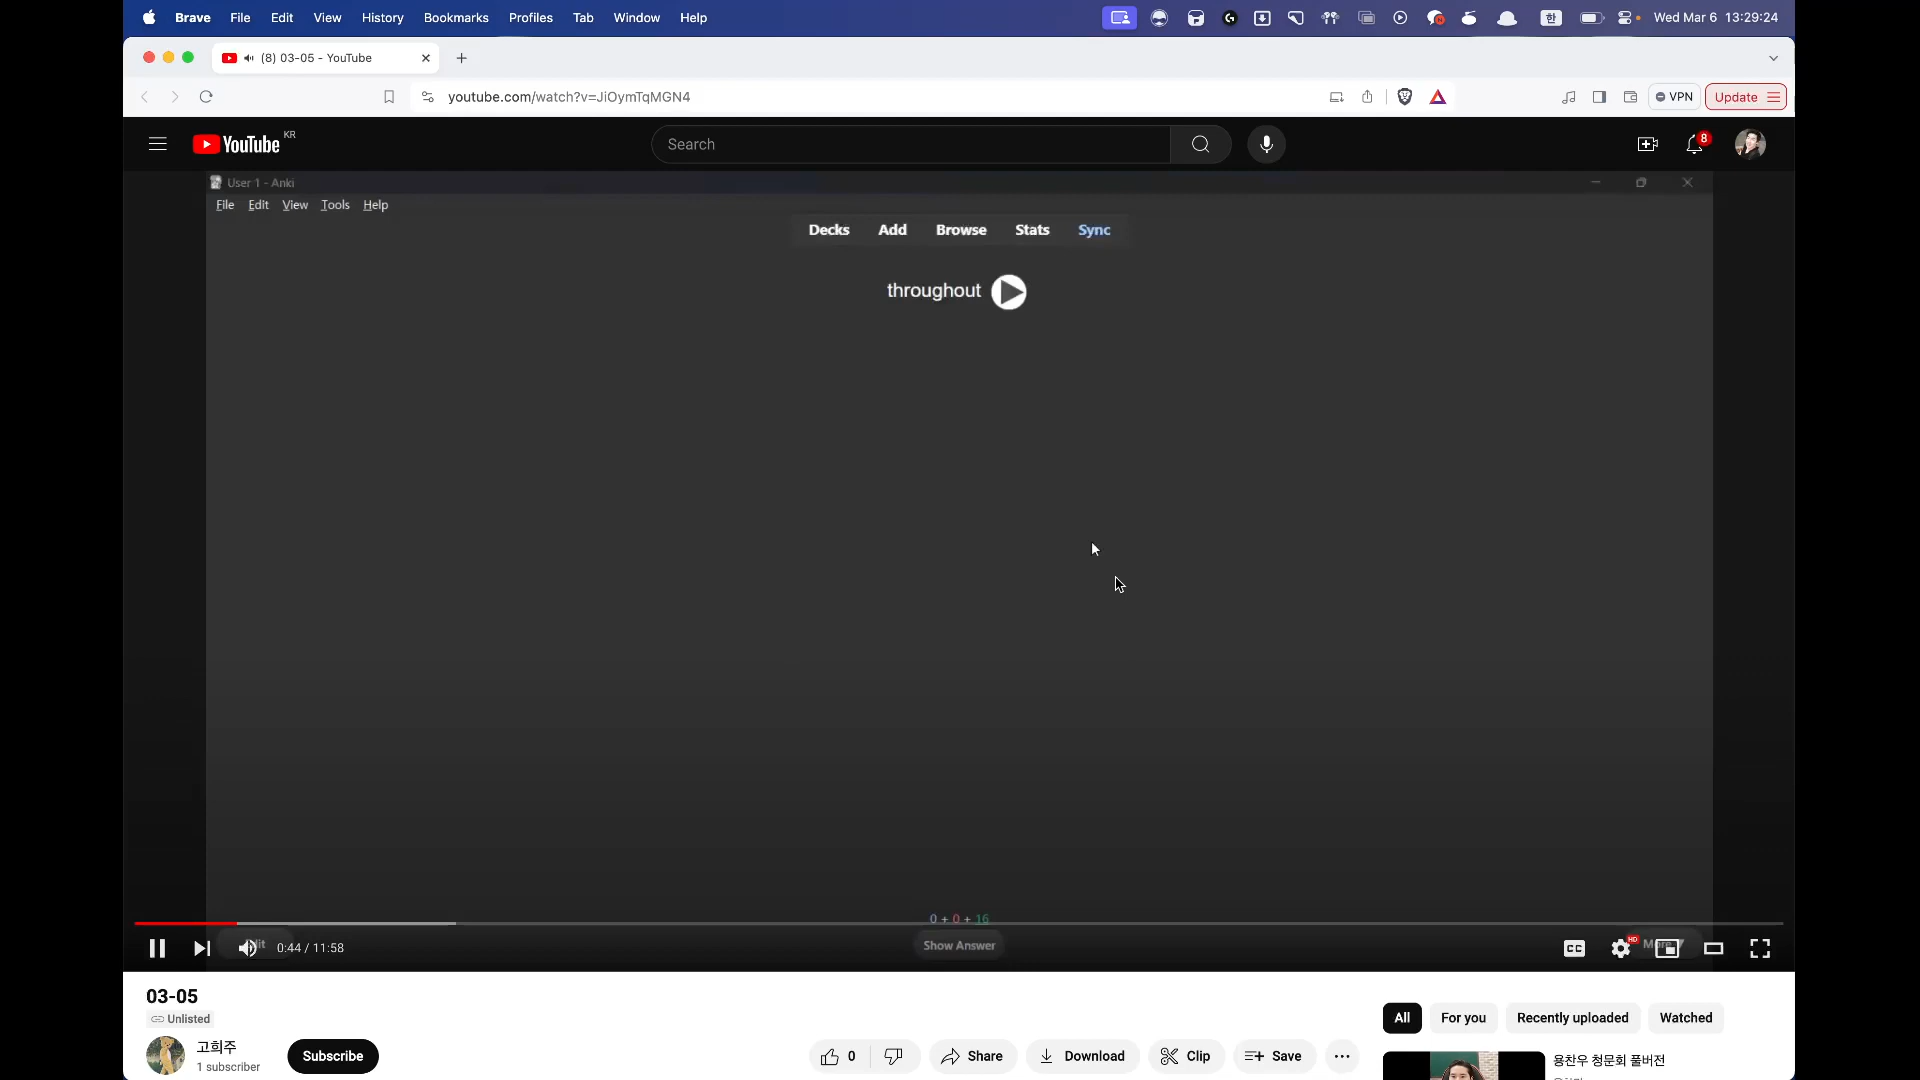 Brave File Edit View History Bookmarks Profiles Tab Window Help 한 Wed Mar 6 13:29:24
(8) 03-05 - YouTube
youtube.com/watch?v=JiOymTqMGN4 VPN Update
YouTube KR Search 8
User 1 - Anki
File Edit View Tools Help
Decks Add Browse Stats Sync
throughout
0 + 0 + 16
0:44 / 11:58 Show Answer CC HD
03-05
Unlisted
All For you Recently uploaded Watched
고희주
1 subscriber
Subscribe 0 Share Download Clip Save
용찬우 청문회 풀버전